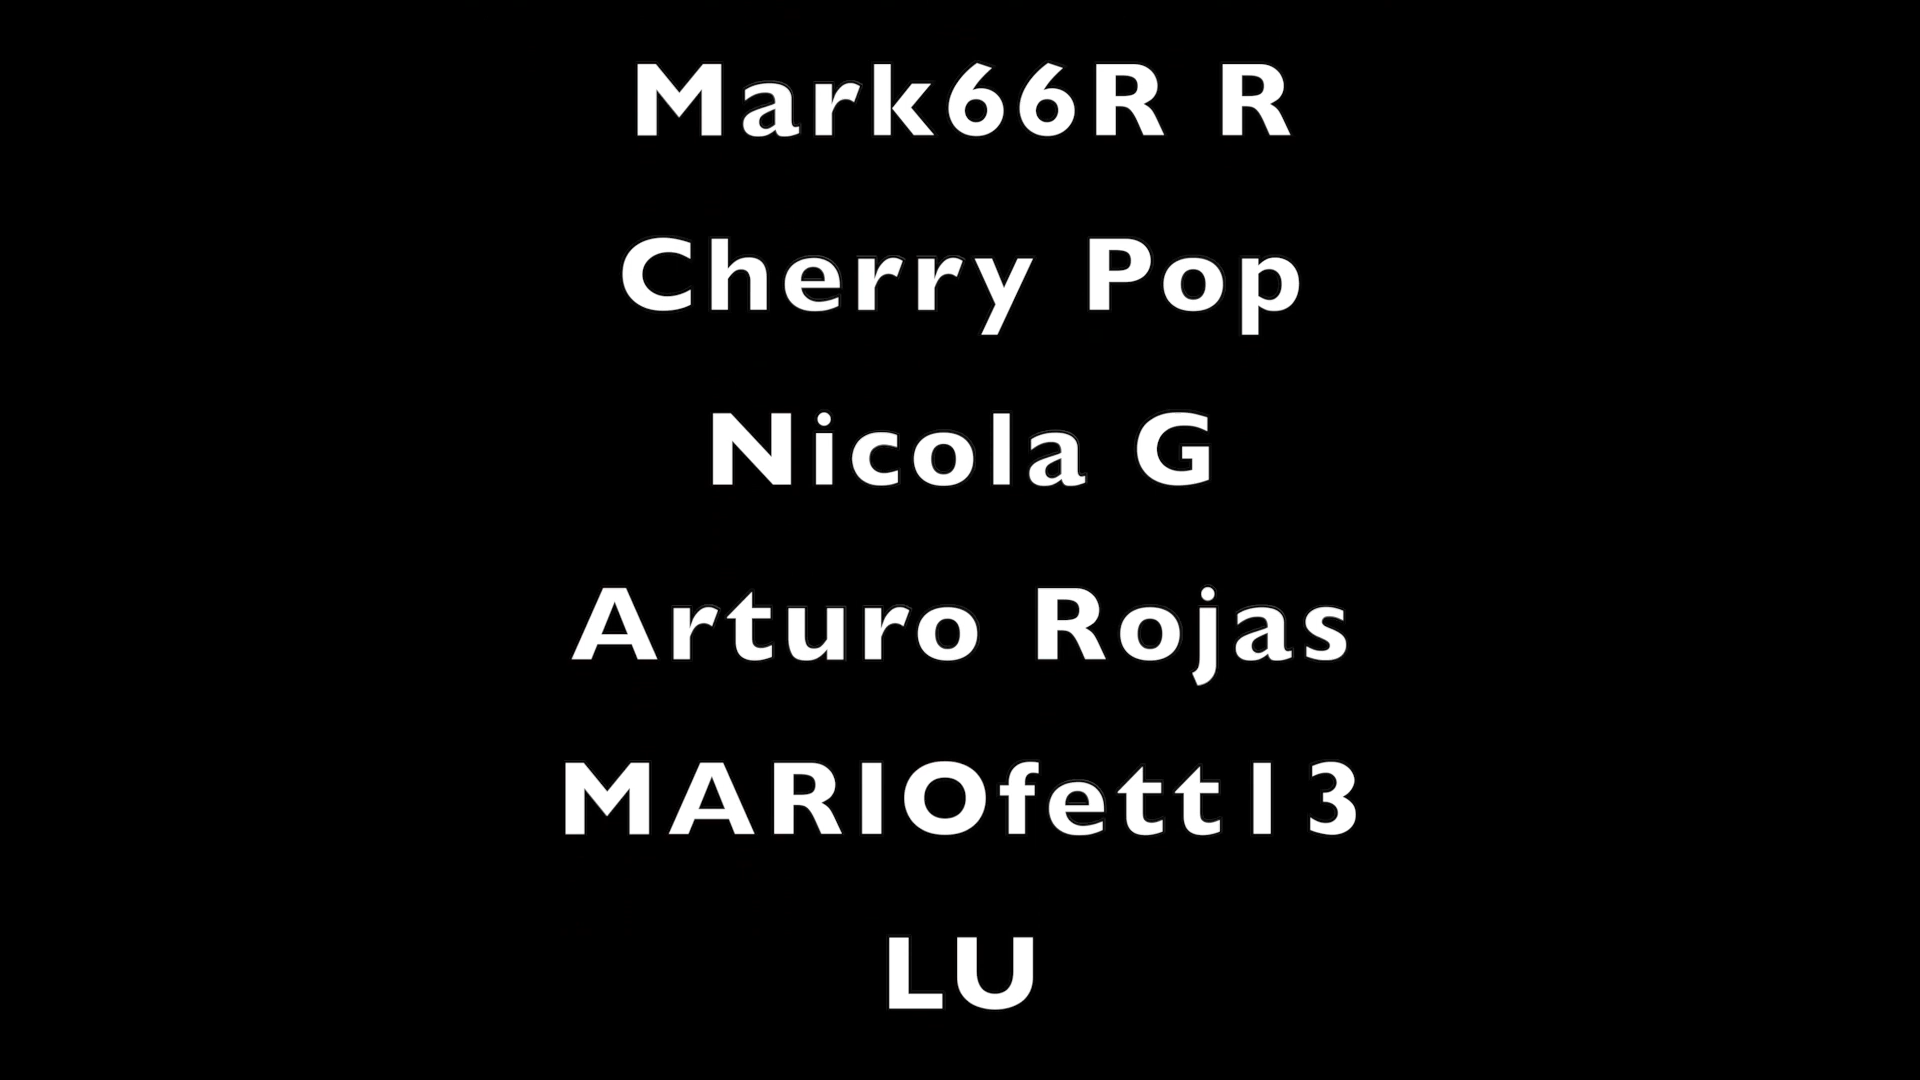 Mark66R R
Cherry Pop
Nicola G
Arturo Rojas
MARIOfett13
LU